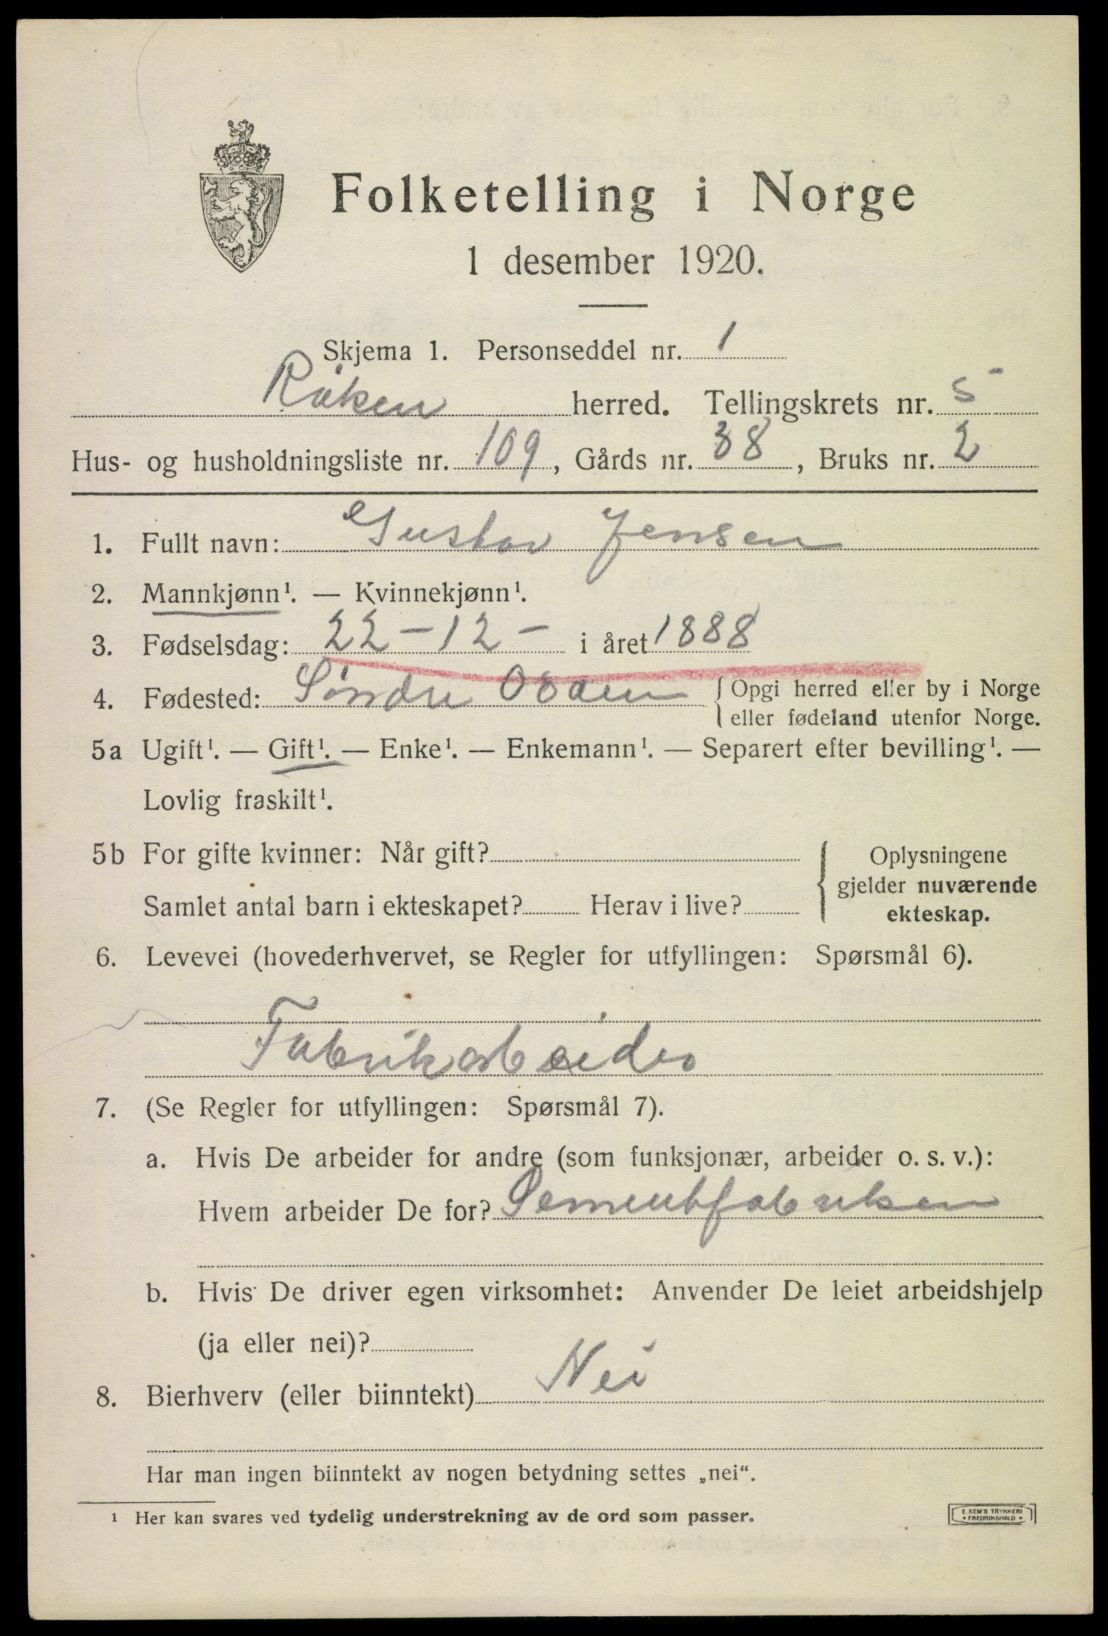 Folketelling i Norge
1 desember 1920.
Skjema 1. Personseddel nr. 1
Röken herred. Tellingskrets nr. 5
Hus- og husholdningsliste nr. 109, Gårds nr. 38, Bruks nr. 2
1. Fullt navn: Gustav Jensen
2. Mannkjønn¹. — Kvinnekjønn¹.
3. Fødselsdag: 22-12- i året 1888
4. Fødested: Søndre {Opgi herred eller by i Norge
eller fødeland utenfor Norge.
5a Ugift¹. — Gift¹. — Enke¹. — Enkemann¹. — Separert efter bevilling¹. —
Lovlig fraskilt¹.
5b For gifte kvinner: Når gift?
Samlet antal barn i ekteskapet? Herav i live?
{Oplysningene
gjelder nuværende
ekteskap.
6. Levevei (hovederhvervet, se Regler for utfyllingen: Spørsmål 6).
Fabrikarbeider
7. (Se Regler for utfyllingen: Spørsmål 7).
a. Hvis De arbeider for andre (som funksjonær, arbeider o. s. v.):
Hvem arbeider De for? Sementfabriken
b. Hvis De driver egen virksomhet: Anvender De leiet arbeidshjelp
(ja eller nei)?
8. Bierhverv (eller biinntekt) Nei
Har man ingen biinntekt av nogen betydning settes „nei“.
¹ Her kan svares ved tydelig understrekning av de ord som passer.
E. SEM'S TRYKKERI
FREDRIKSHALD